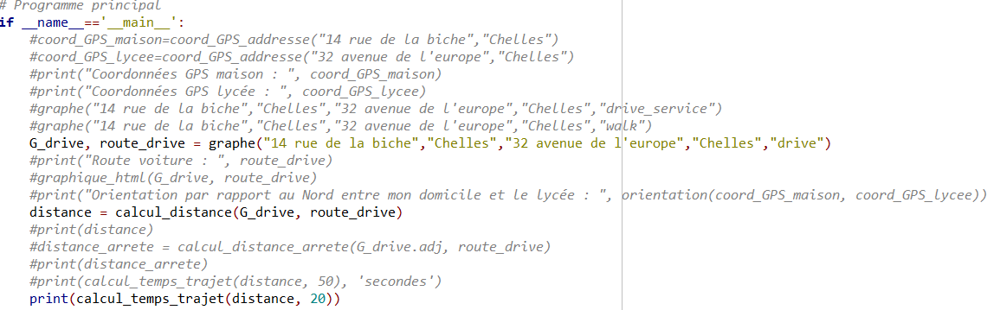 # Programme principal
if __name__=='__main__':
#coord_GPS_maison=coord_GPS_addresse("14 rue de la biche","Chelles")
#coord_GPS_lycee=coord_GPS_addresse("32 avenue de l'europe","Chelles")
#print("Coordonnées GPS maison : ", coord_GPS_maison)
#print("Coordonnées GPS lycée : ", coord_GPS_lycee)
#graphe("14 rue de la biche","Chelles","32 avenue de l'europe","Chelles","drive_service")
#graphe("14 rue de la biche","Chelles","32 avenue de l'europe","Chelles","walk")
G_drive, route_drive = graphe("14 rue de la biche","Chelles","32 avenue de l'europe","Chelles","drive")
#print("Route voiture : ", route_drive)
#graphique_html(G_drive, route_drive)
#print("Orientation par rapport au Nord entre mon domicile et le lycée : ", orientation(coord_GPS_maison, coord_GPS_lycee))
distance = calcul_distance(G_drive, route_drive)
#print(distance)
#distance_arrete = calcul_distance_arrete(G_drive.adj, route_drive)
#print(distance_arrete)
#print(calcul_temps_trajet(distance, 50), 'secondes')
print(calcul_temps_trajet(distance, 20))